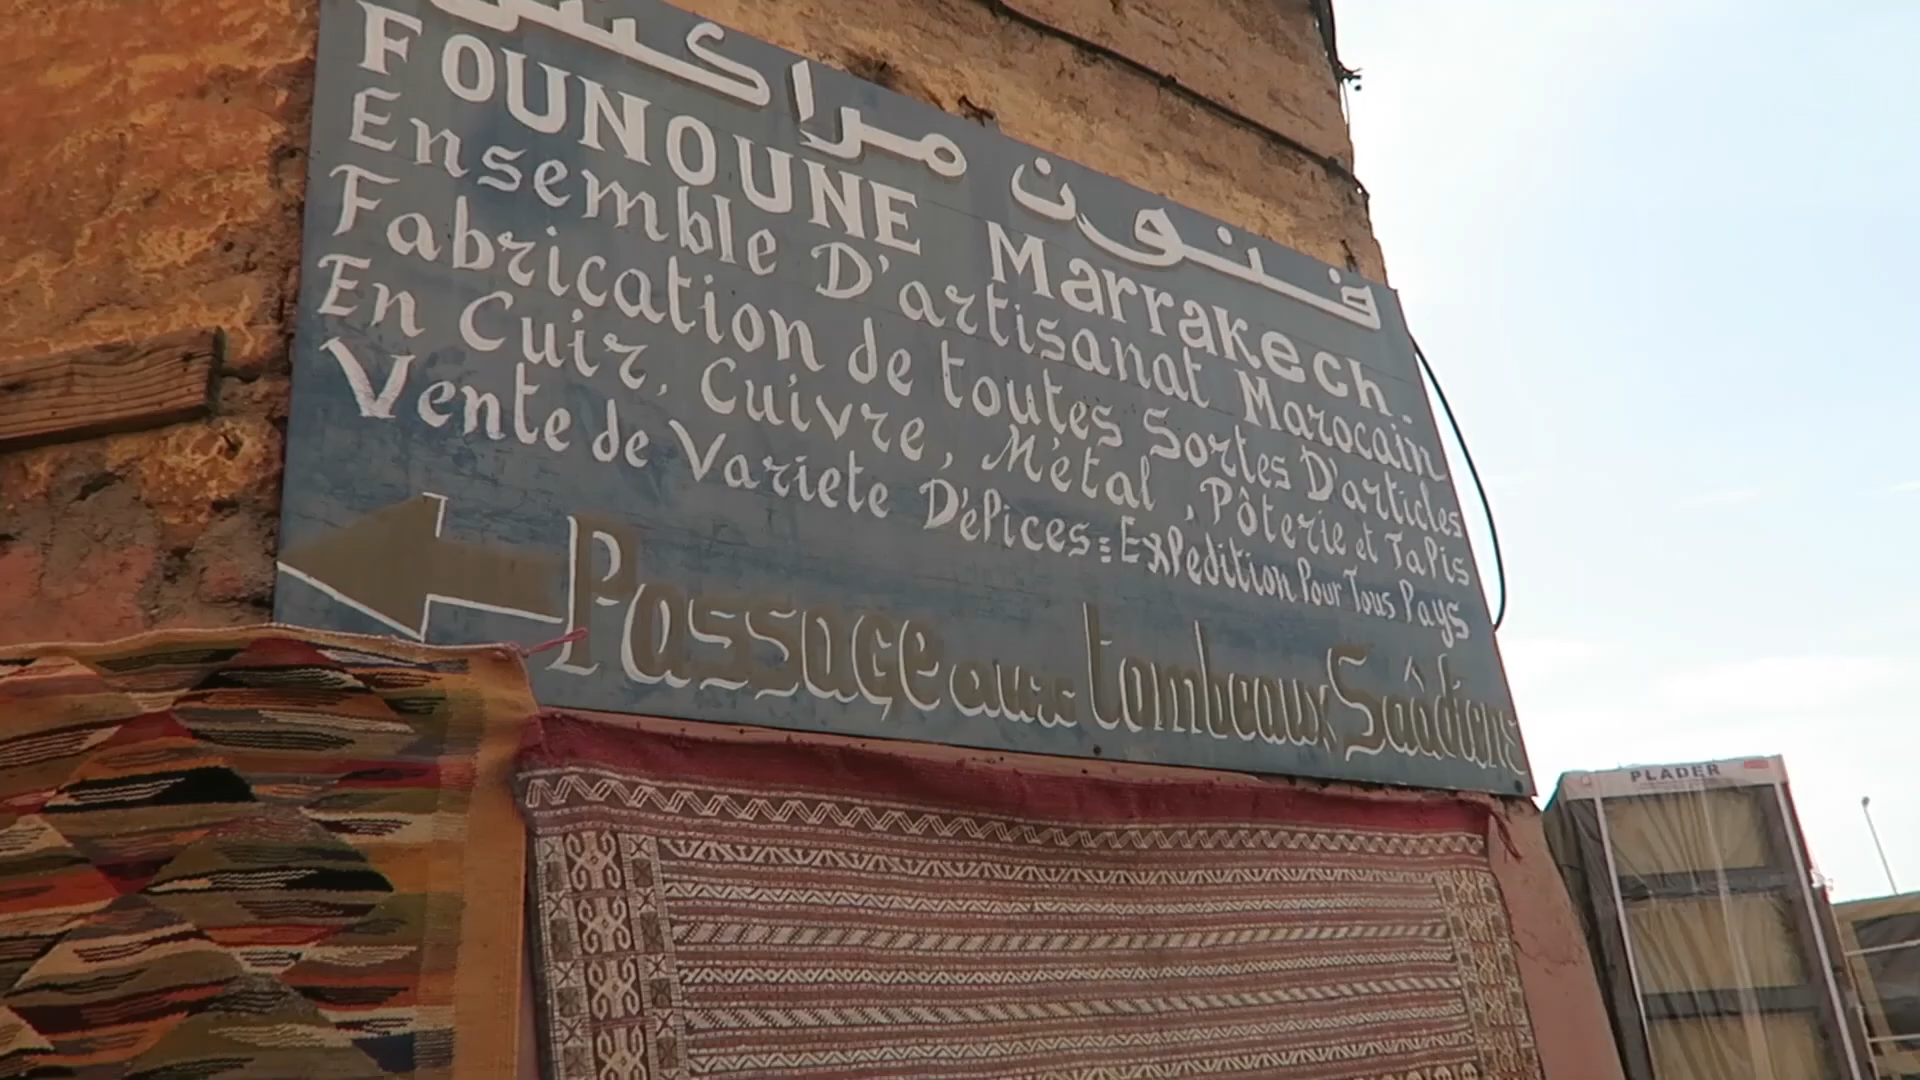 فنون مراكش
FOUNOUNE Marrakech.
Ensemble D'artisanat Marocain
Fabrication de toutes Sortes D'articles
En Cuir, Cuivre, Métal, Pôterie et Tapis
Vente de Variete D'épices = Expedition Pour Tous Pays
Passage aux tombeaux Saâdiens
PLADER